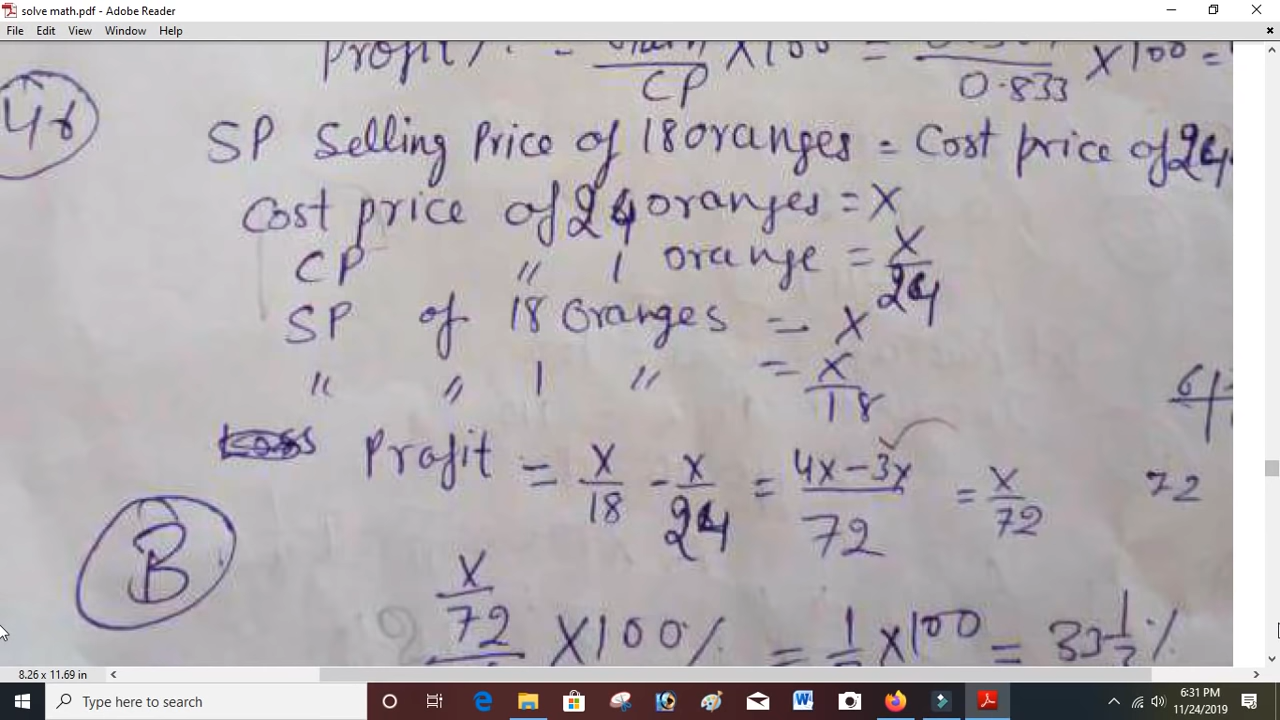 solve math.pdf - Adobe Reader
File Edit View Window Help
Profit % = CP X100 = 0.833 X 100 =
48
SP Selling Price of 18 oranges = Cost price of 24
Cost price of 24 oranges = X
CP " 1 orange = X/24
SP of 18 oranges = X
" " 1 " = X/18
Loss Profit = X/18 - X/24 = 4X-3X/72 = X/72
72
B
X/72 X100% = 1 X100 = 33 1 %
8.26 x 11.69 in
Type here to search
6:31 PM
11/24/2019